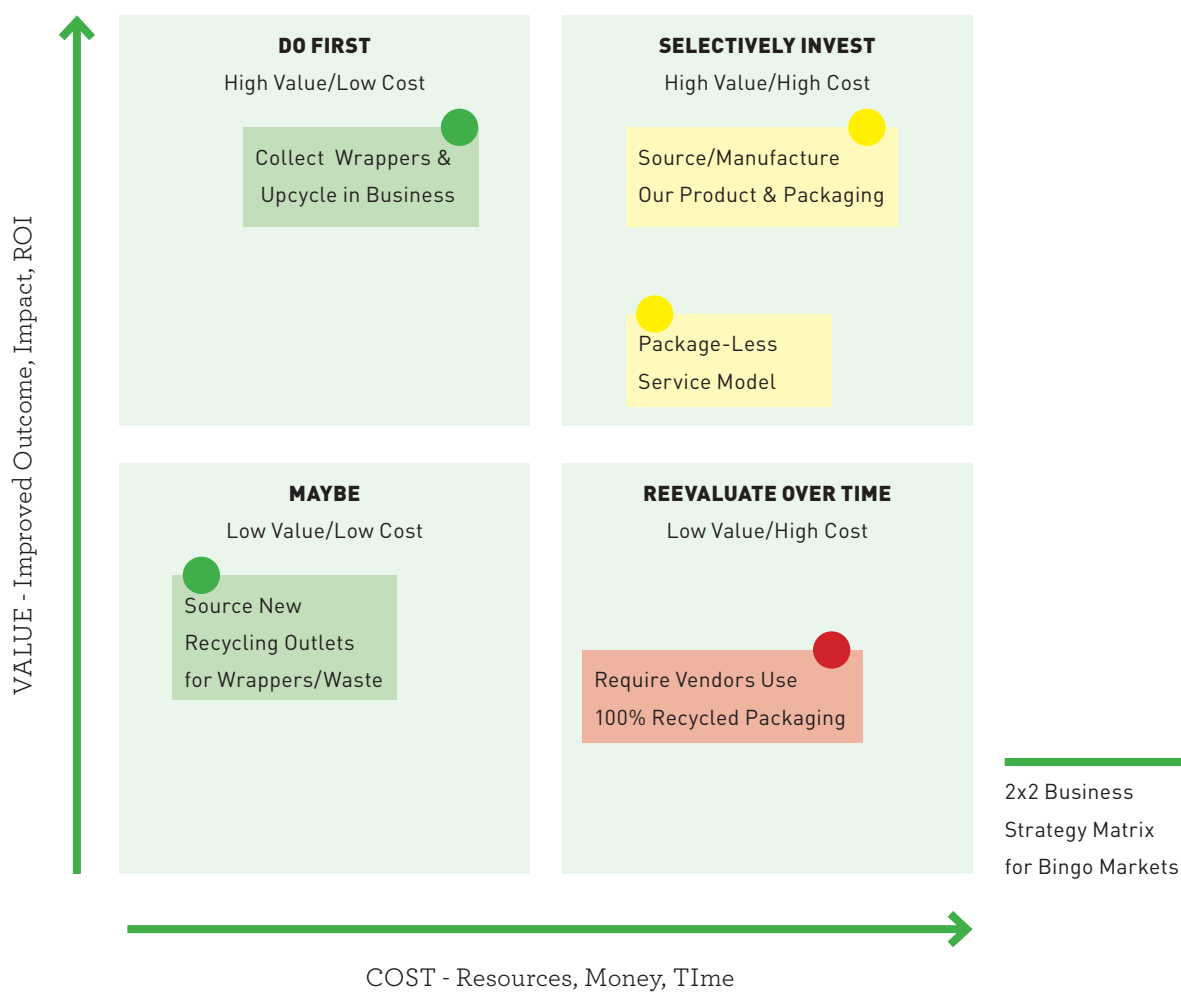 DO FIRST
High Value/Low Cost
Collect Wrappers &
Upcycle in Business
SELECTIVELY INVEST
High Value/High Cost
Source/Manufacture
Our Product & Packaging
Package-Less
Service Model
MAYBE
Low Value/Low Cost
Source New
Recycling Outlets
for Wrappers/Waste
REEVALUATE OVER TIME
Low Value/High Cost
Require Vendors Use
100% Recycled Packaging
VALUE - Improved Outcome, Impact, ROI
COST - Resources, Money, TIme
2x2 Business
Strategy Matrix
for Bingo Markets